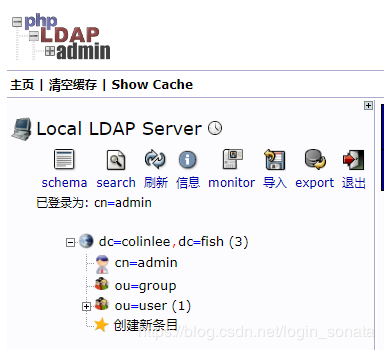 php
LDAP
admin
主页 | 清空缓存 | Show Cache
Local LDAP Server
schema search 刷新 信息 monitor 导入 export 退出
已登录为: cn=admin
dc=colinlee,dc=fish (3)
cn=admin
ou=group
ou=user (1)
创建新条目
https://blog.csdn.net/login_sonata